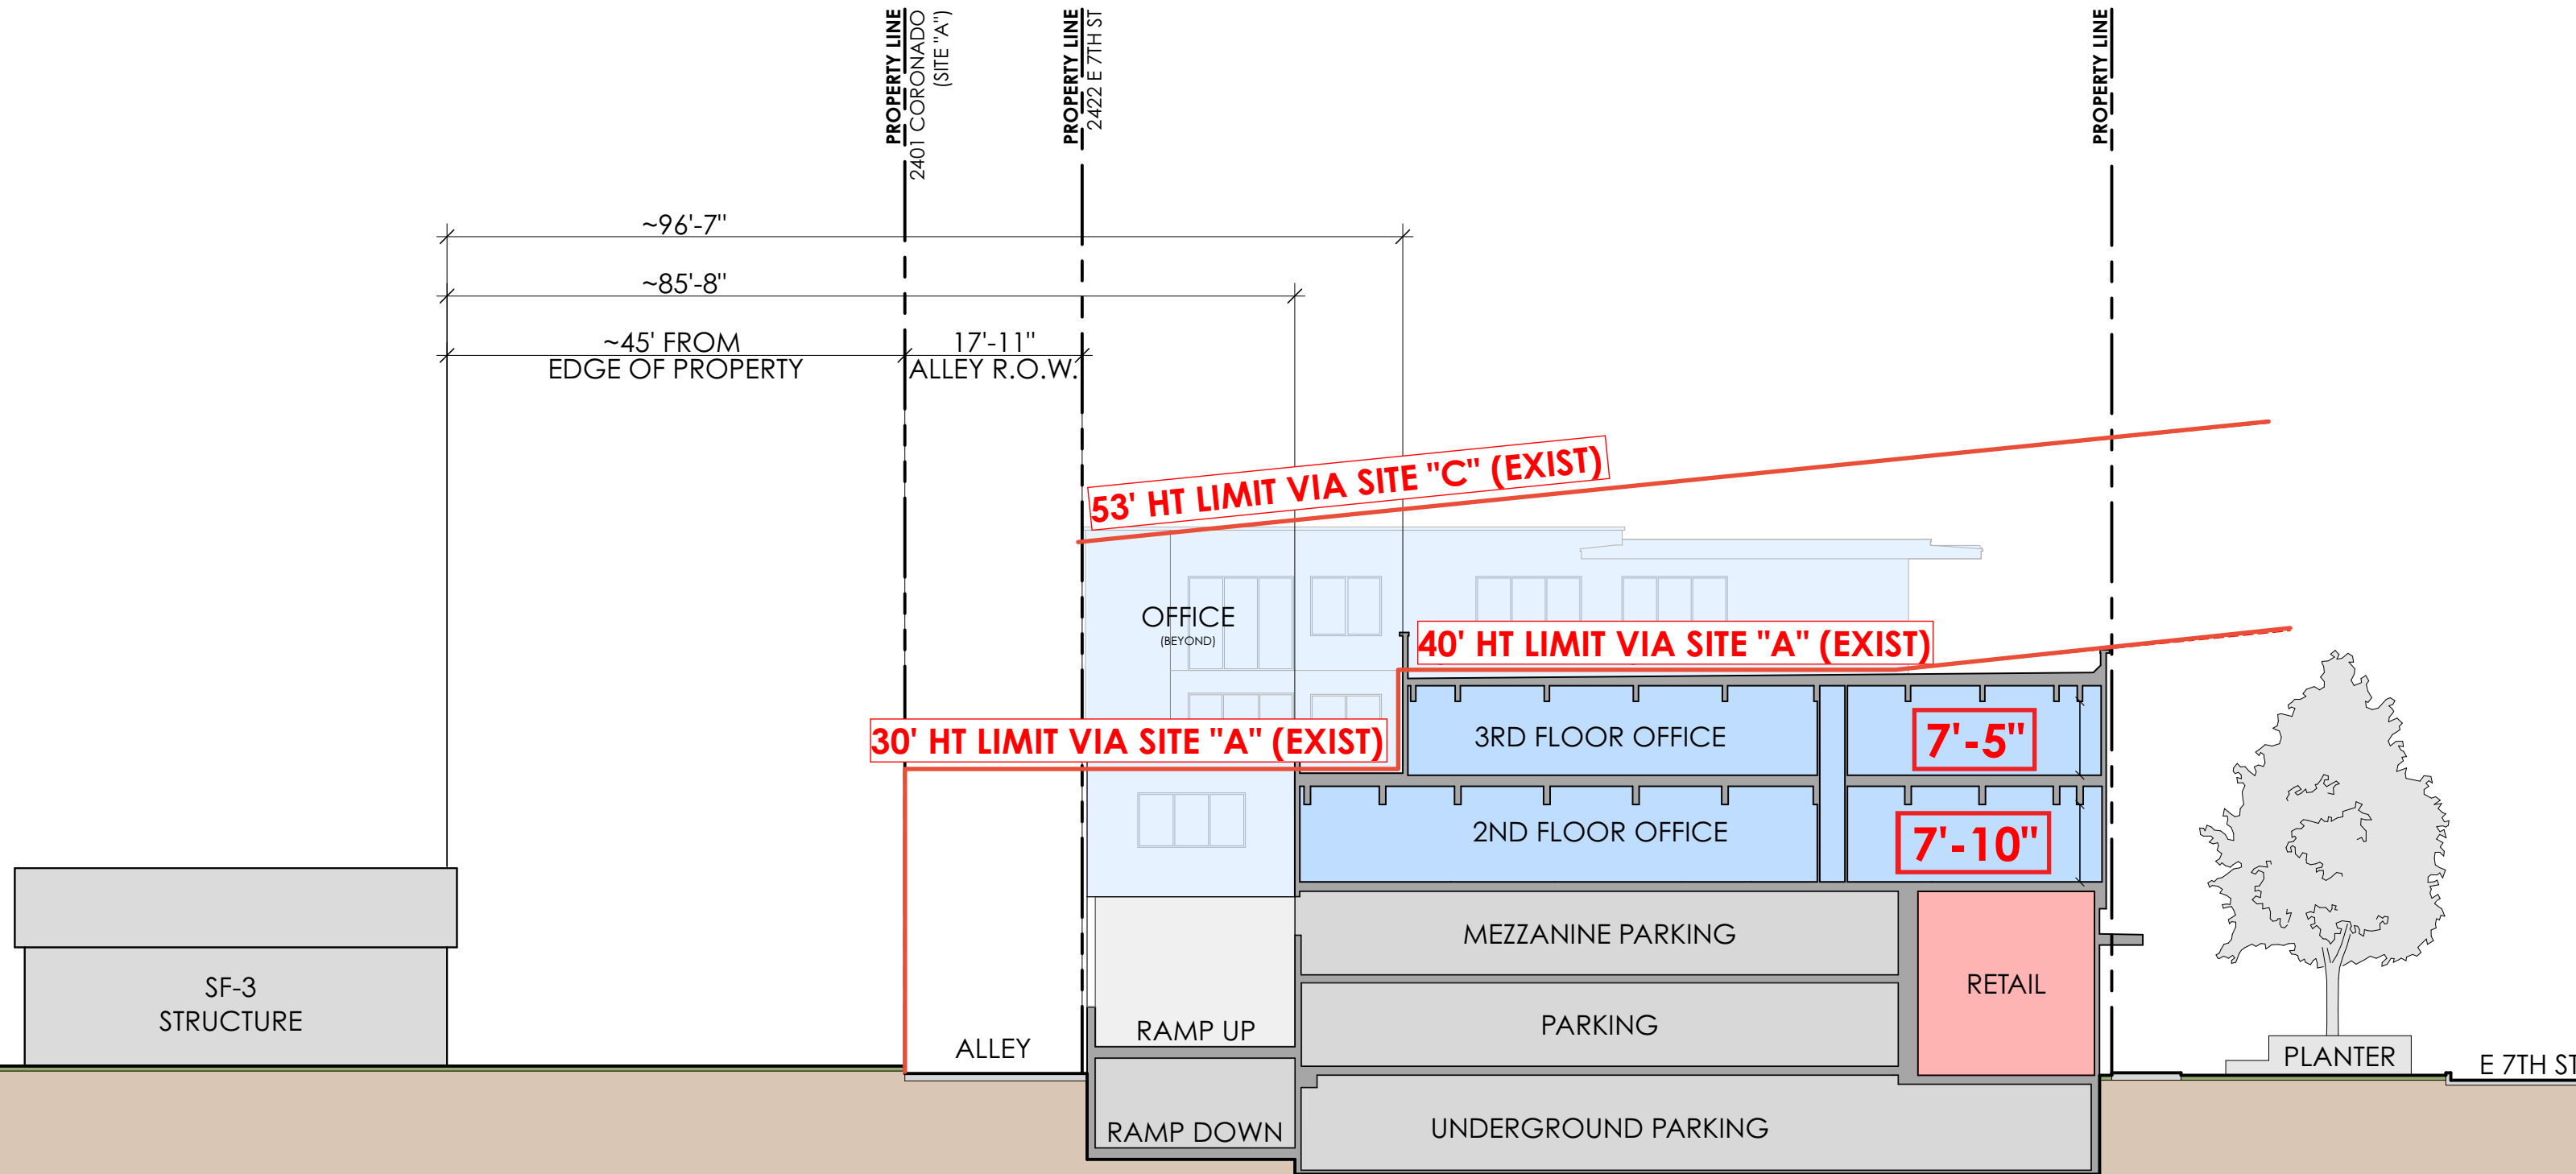 PROPERTY LINE
2401 CORONADO
(SITE "A")
PROPERTY LINE
2422 E 7TH ST
PROPERTY LINE
~96'-7"
~85'-8"
~45' FROM
EDGE OF PROPERTY
17'-11"
ALLEY R.O.W.
53' HT LIMIT VIA SITE "C" (EXIST)
OFFICE
(BEYOND)
40' HT LIMIT VIA SITE "A" (EXIST)
30' HT LIMIT VIA SITE "A" (EXIST)
3RD FLOOR OFFICE
7'-5"
2ND FLOOR OFFICE
7'-10"
MEZZANINE PARKING
RETAIL
SF-3
STRUCTURE
PARKING
RAMP UP
ALLEY
PLANTER
E 7TH ST
RAMP DOWN
UNDERGROUND PARKING